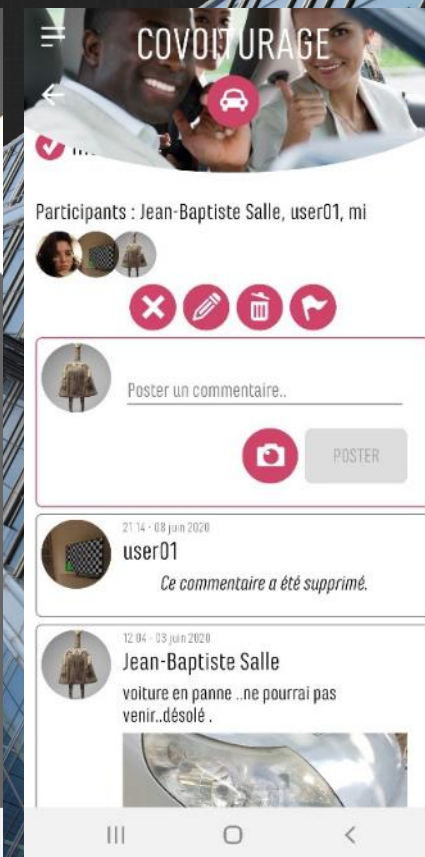 COVOITURAGE
Participants : Jean-Baptiste Salle, user01, mi
Poster un commentaire..
POSTER
21:14 - 08 juin 2020
user01
Ce commentaire a été supprimé.
12:04 - 03 juin 2020
Jean-Baptiste Salle
voiture en panne ..ne pourrai pas
venir..désolé .